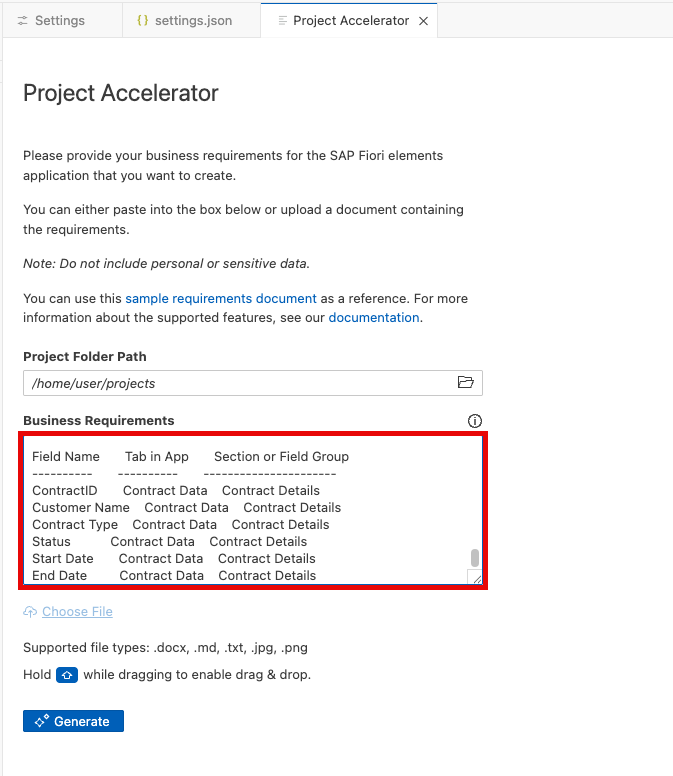 Settings
{} settings.json
Project Accelerator
Project Accelerator
Please provide your business requirements for the SAP Fiori elements
application that you want to create.
You can either paste into the box below or upload a document containing
the requirements.
Note: Do not include personal or sensitive data.
You can use this sample requirements document as a reference. For more
information about the supported features, see our documentation.
Project Folder Path
/home/user/projects
Business Requirements
Field Name Tab in App Section or Field Group
---------- ---------- ----------------------
ContractID Contract Data Contract Details
Customer Name Contract Data Contract Details
Contract Type Contract Data Contract Details
Status Contract Data Contract Details
Start Date Contract Data Contract Details
End Date Contract Data Contract Details
Choose File
Supported file types: .docx, .md, .txt, .jpg, .png
Hold while dragging to enable drag & drop.
Generate